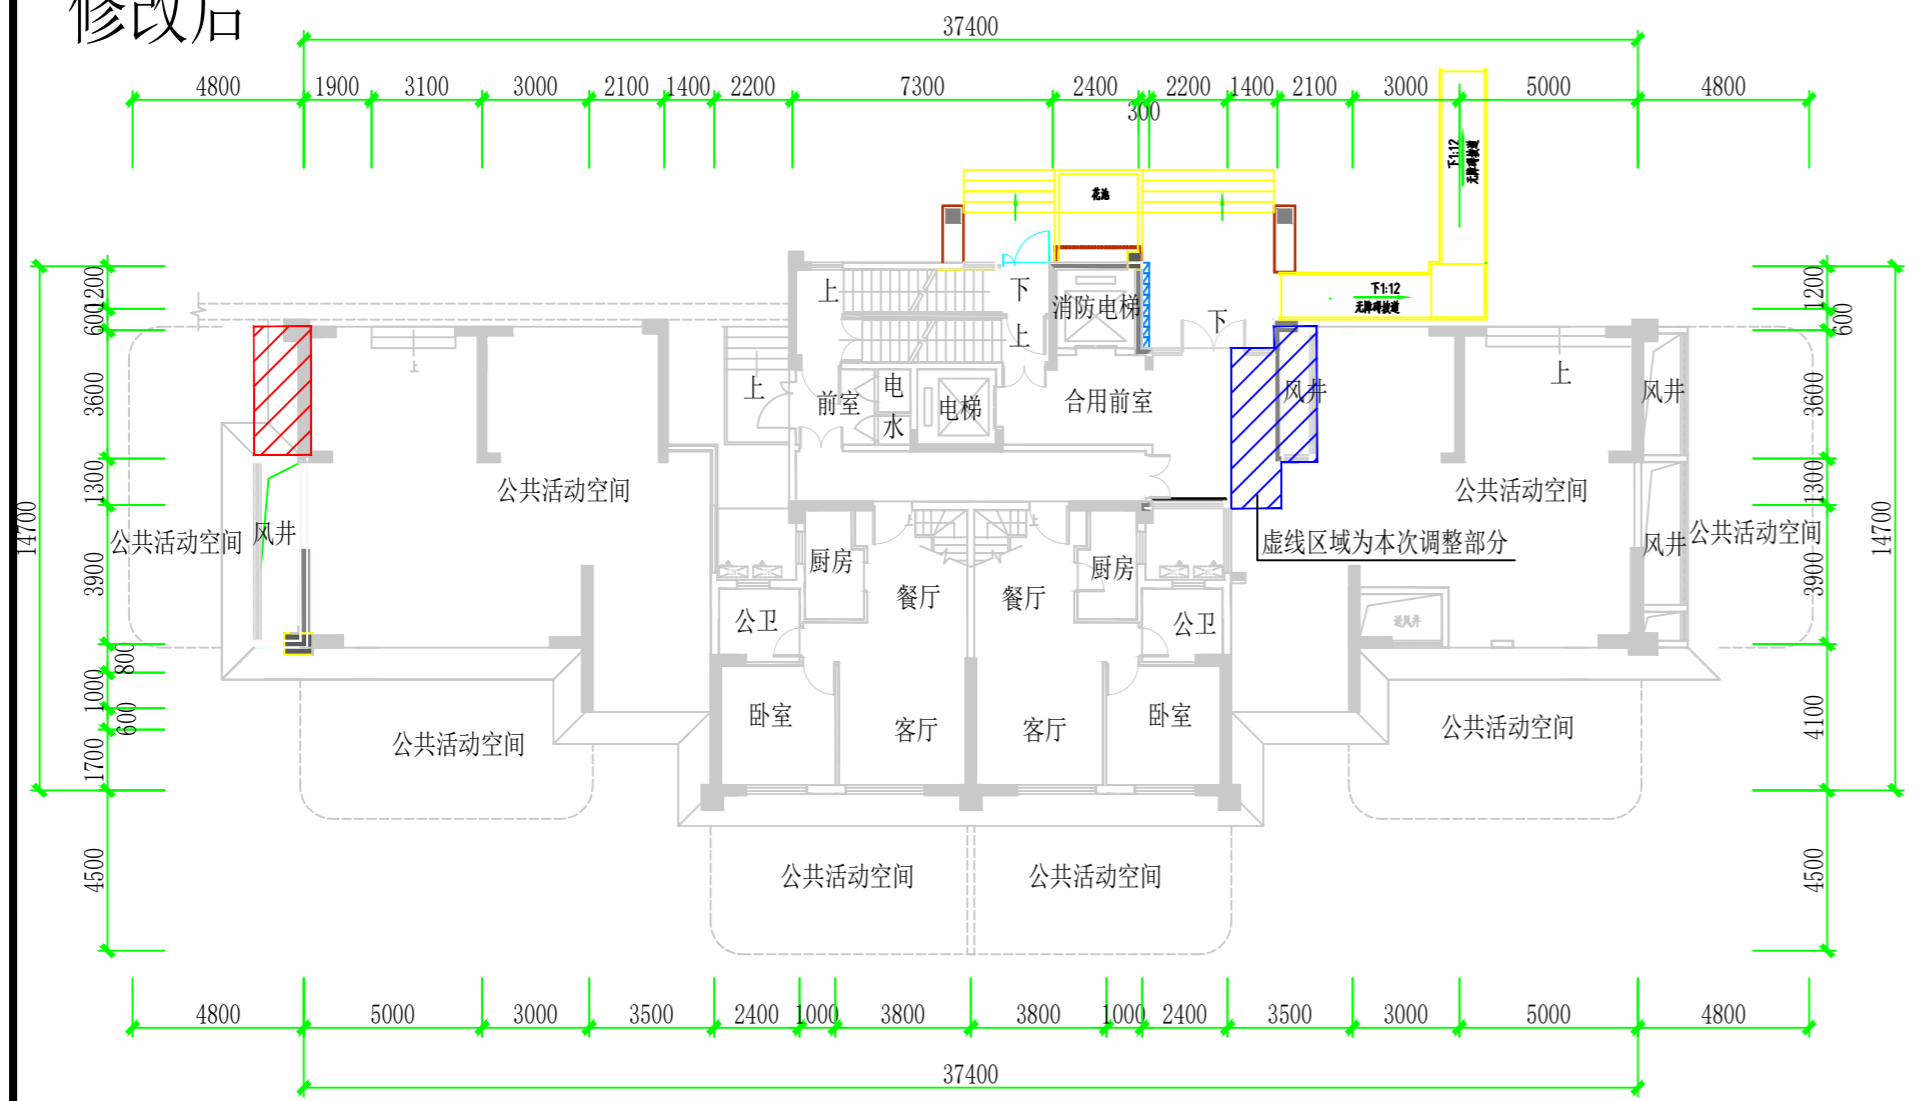 修改后
37400
4800 1900 3100 3000 2100 1400 2200 7300 2400 2200 1400 2100 3000 5000 4800
300
下1:12
无障碍坡道
花池
1200
600
3600
1300
3900
800
1000
600
1700
4500
14700
上
下
上
消防电梯
下
下1:12
无障碍坡道
1200
600
3600
1300
3900
4100
4500
14700
上
上
前室
电
水
电梯
合用前室
风井
上
风井
公共活动空间
公共活动空间
公共活动空间
风井
虚线区域为本次调整部分
风井
公共活动空间
厨房
餐厅
餐厅
厨房
公卫
公卫
送风井
卧室
客厅
客厅
卧室
上
上
公共活动空间
公共活动空间
公共活动空间
公共活动空间
4800 5000 3000 3500 2400 1000 3800 3800 1000 2400 3500 3000 5000 4800
37400